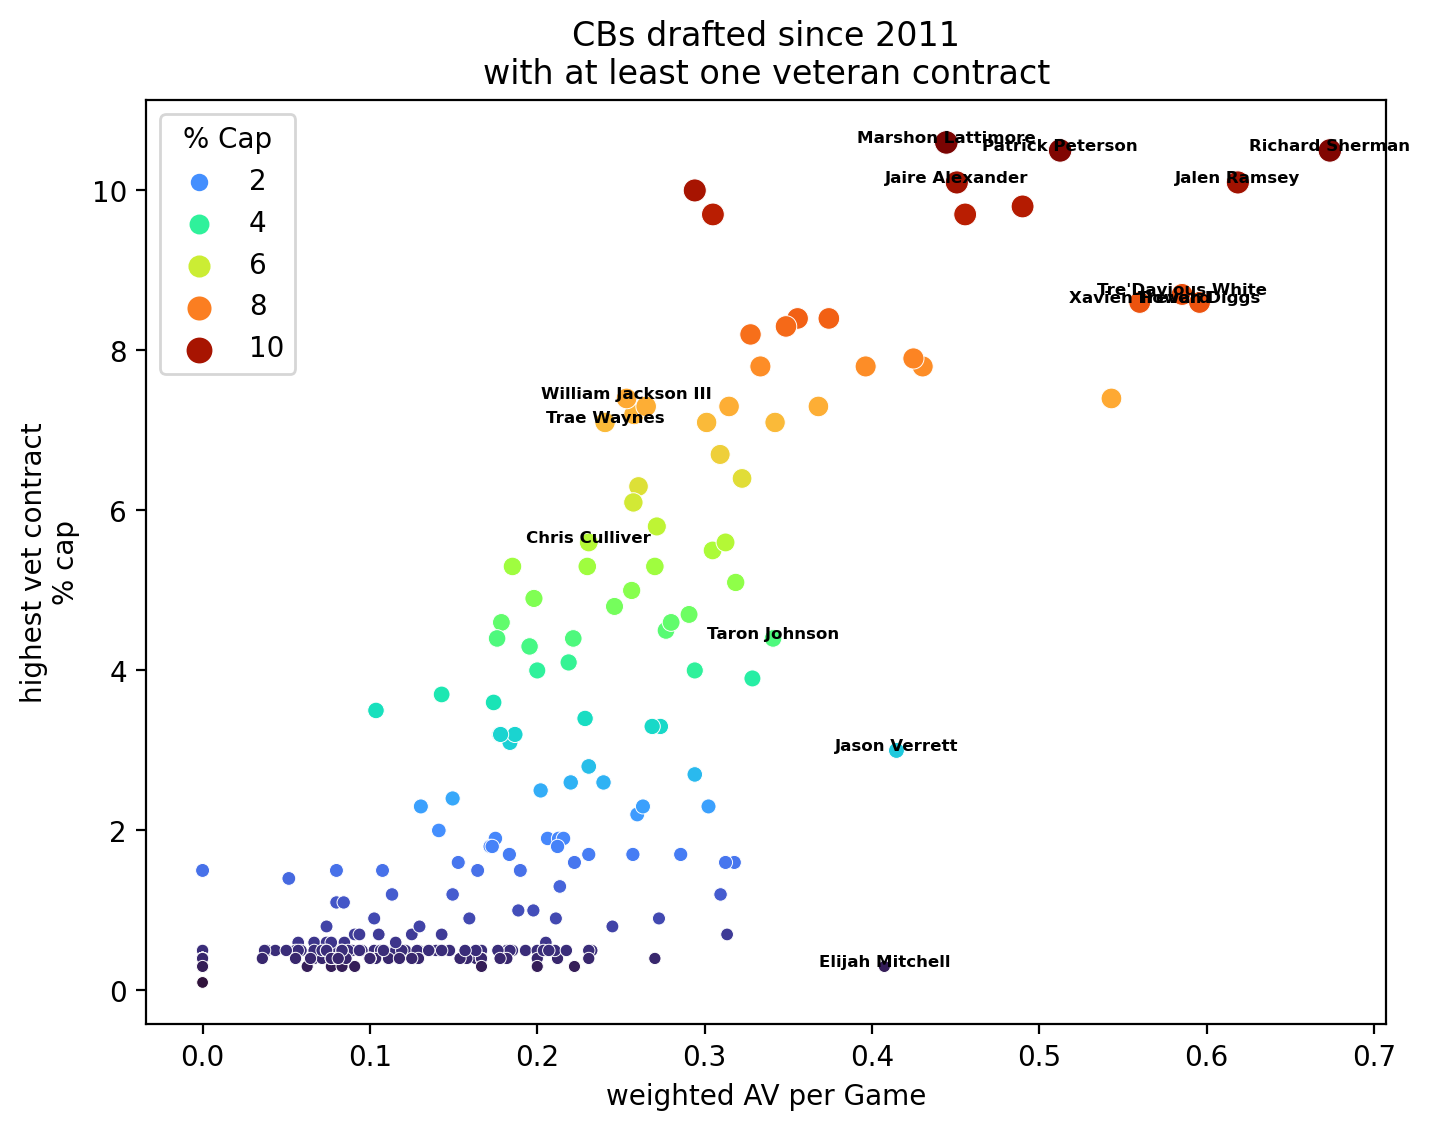 CBs drafted since 2011
with at least one veteran contract
% Cap
2
4
6
8
10
Marshon Lattimore
Patrick Peterson
Richard Sherman
Jaire Alexander
Jalen Ramsey
Tre'Davious White
Xavien Howard
Diggs
William Jackson III
Trae Waynes
Chris Culliver
Taron Johnson
Jason Verrett
Elijah Mitchell
highest vet contract
% cap
10
8
6
4
2
0
0.0 0.1 0.2 0.3 0.4 0.5 0.6 0.7
weighted AV per Game